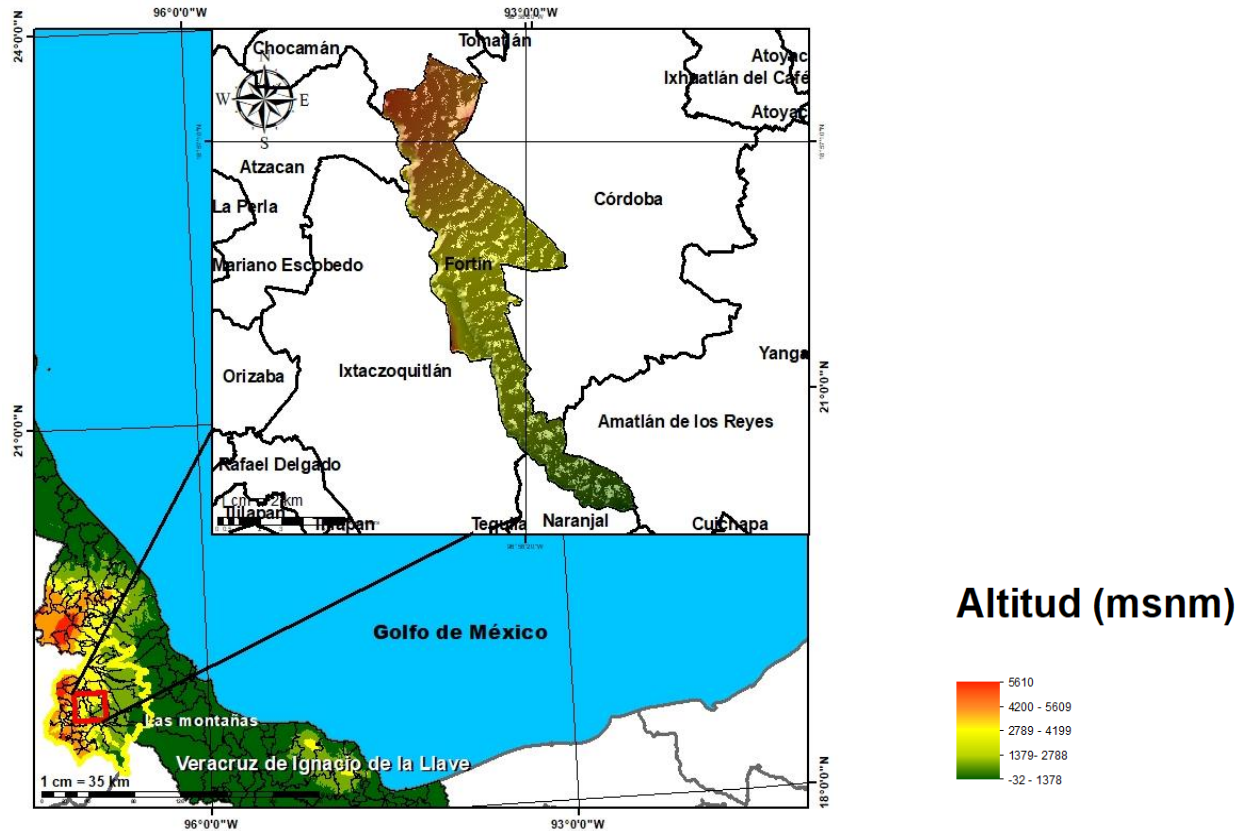 96°0'0"W
93°0'0"W
24°0'0"N
Chocamán
Tomatlán
Atoyac
Ixhuatlán del Café
Atoyac
N
W
E
S
Atzacan
La Perla
Córdoba
Mariano Escobedo
Fortín
Yanga
Orizaba
Ixtaczoquitlán
21°0'0"N
21°0'0"N
Amatlán de los Reyes
Rafael Delgado
1 cm = 2 km
Tlilapan
Tequila
Naranjal
Cuichapa
Golfo de México
Altitud (msnm)
5610
4200 - 5609
2789 - 4199
1379- 2788
-32 - 1378
Las montañas
Veracruz de Ignacio de la Llave
1 cm = 35 km
18°0'0"N
96°0'0"W
93°0'0"W